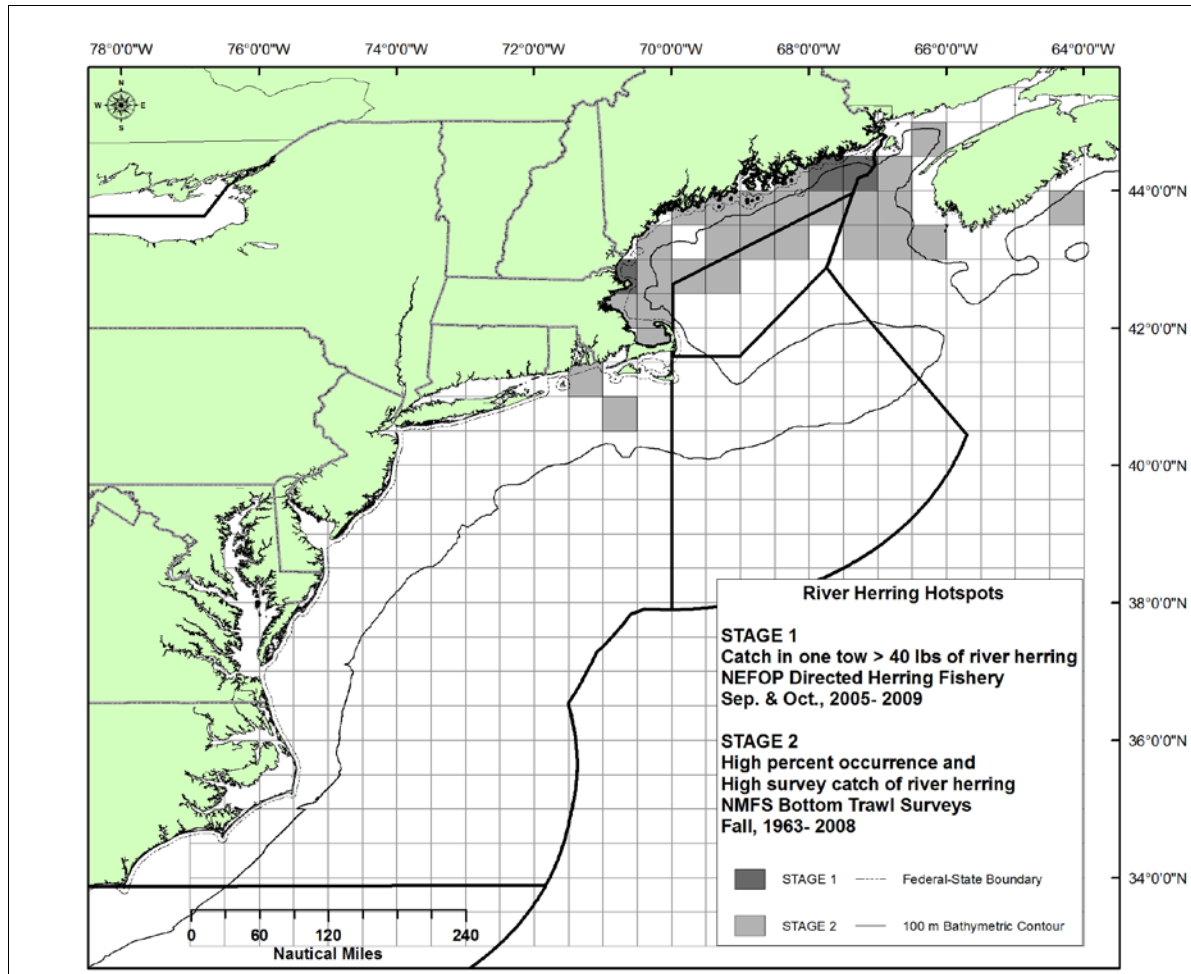 78°0'0"W 76°0'0"W 74°0'0"W 72°0'0"W 70°0'0"W 68°0'0"W 66°0'0"W 64°0'0"W
N
W E
S
44°0'0"N
42°0'0"N
40°0'0"N
38°0'0"N
36°0'0"N
34°0'0"N
River Herring Hotspots
STAGE 1
Catch in one tow > 40 lbs of river herring
NEFOP Directed Herring Fishery
Sep. & Oct., 2005- 2009
STAGE 2
High percent occurrence and
High survey catch of river herring
NMFS Bottom Trawl Surveys
Fall, 1963- 2008
STAGE 1 Federal-State Boundary
STAGE 2 100 m Bathymetric Contour
0 60 120 240
Nautical Miles